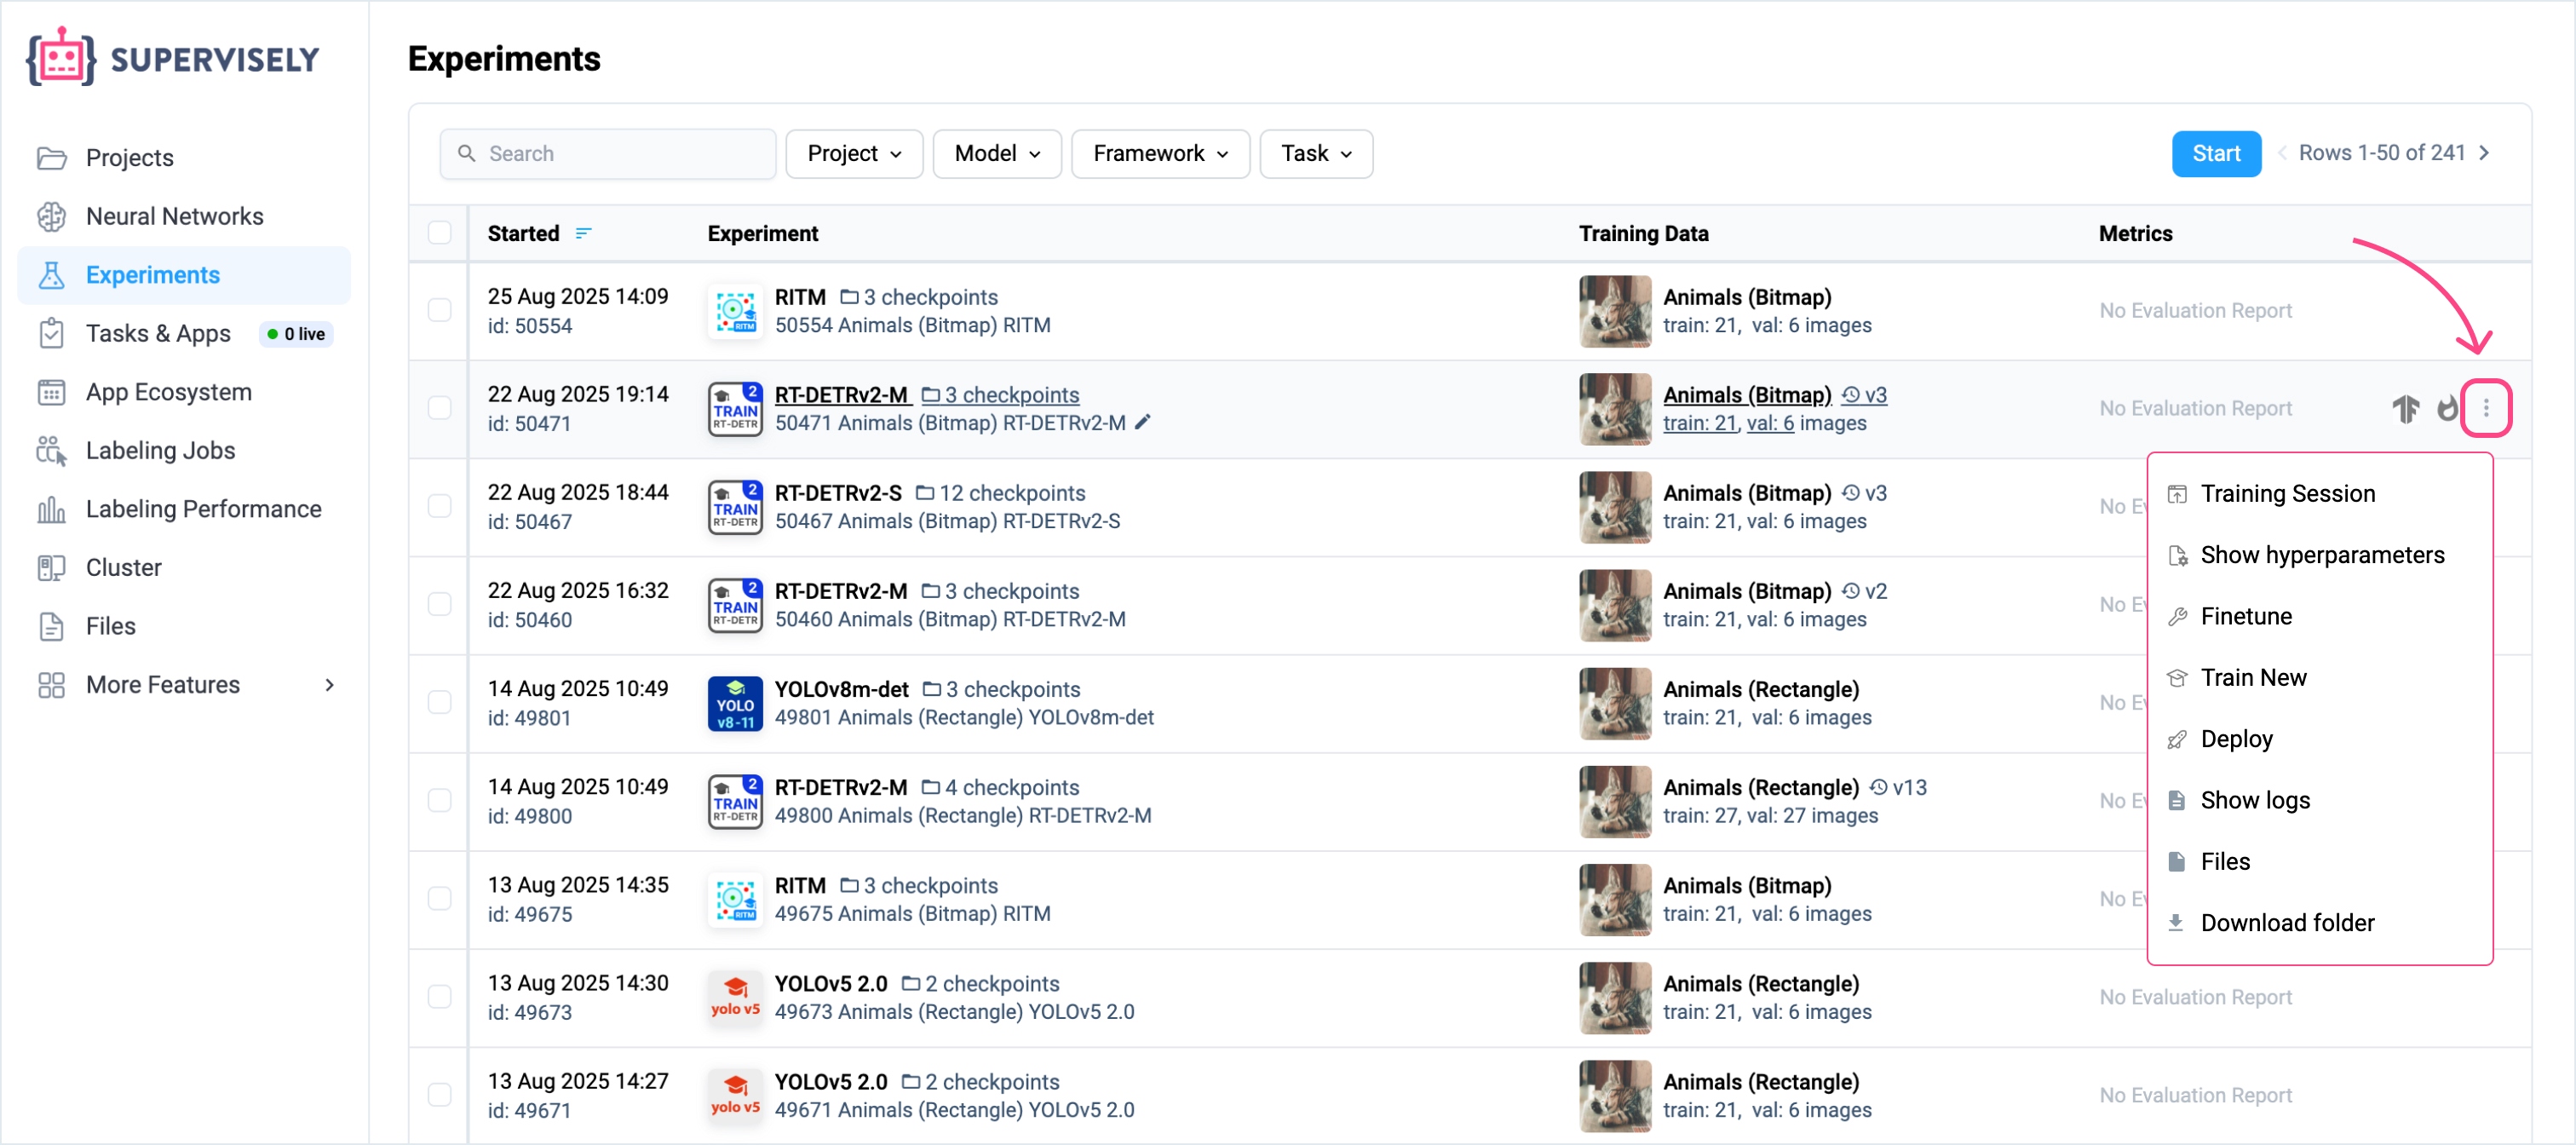 SUPERVISELY
Projects
Neural Networks
Experiments
Tasks & Apps 0 live
App Ecosystem
Labeling Jobs
Labeling Performance
Cluster
Files
More Features
Experiments
Search Project Model Framework Task Start Rows 1-50 of 241
Started Experiment Training Data Metrics
25 Aug 2025 14:09 RITM 3 checkpoints Animals (Bitmap) No Evaluation Report
id: 50554 RITM 50554 Animals (Bitmap) RITM train: 21, val: 6 images
22 Aug 2025 19:14 2 TRAIN RT-DETR RT-DETRv2-M 3 checkpoints Animals (Bitmap) v3 No Evaluation Report
id: 50471 50471 Animals (Bitmap) RT-DETRv2-M train: 21, val: 6 images
22 Aug 2025 18:44 2 TRAIN RT-DETR RT-DETRv2-S 12 checkpoints Animals (Bitmap) v3 No
id: 50467 50467 Animals (Bitmap) RT-DETRv2-S train: 21, val: 6 images
22 Aug 2025 16:32 2 TRAIN RT-DETR RT-DETRv2-M 3 checkpoints Animals (Bitmap) v2 No
id: 50460 50460 Animals (Bitmap) RT-DETRv2-M train: 21, val: 6 images
14 Aug 2025 10:49 YOLO v8-11 YOLOv8m-det 3 checkpoints Animals (Rectangle) No
id: 49801 49801 Animals (Rectangle) YOLOv8m-det train: 21, val: 6 images
14 Aug 2025 10:49 2 TRAIN RT-DETR RT-DETRv2-M 4 checkpoints Animals (Rectangle) v13 No
id: 49800 49800 Animals (Rectangle) RT-DETRv2-M train: 27, val: 27 images
13 Aug 2025 14:35 RITM 3 checkpoints Animals (Bitmap) No
id: 49675 RITM 49675 Animals (Bitmap) RITM train: 21, val: 6 images
13 Aug 2025 14:30 yolo v5 YOLOv5 2.0 2 checkpoints Animals (Rectangle) No Evaluation Report
id: 49673 49673 Animals (Rectangle) YOLOv5 2.0 train: 21, val: 6 images
13 Aug 2025 14:27 yolo v5 YOLOv5 2.0 2 checkpoints Animals (Rectangle) No Evaluation Report
id: 49671 49671 Animals (Rectangle) YOLOv5 2.0 train: 21, val: 6 images
Training Session
Show hyperparameters
Finetune
Train New
Deploy
Show logs
Files
Download folder